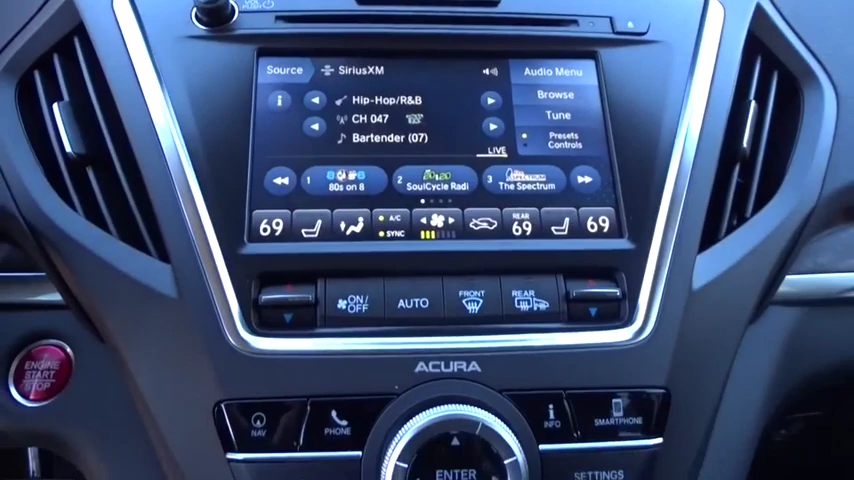 VOL
PUSH
Source
SiriusXM
Audio Menu
Hip-Hop/R&B
Browse
CH 047
Tune
Bartender (07)
Presets
Controls
LIVE
1 80s on 8
2 SoulCycle Radi
3 The Spectrum
69
A/C
SYNC
REAR
69
69
ON/
OFF
AUTO
FRONT
REAR
ACURA
ENGINE
START
STOP
NAV
PHONE
INFO
SMARTPHONE
ENTER
SETTINGS